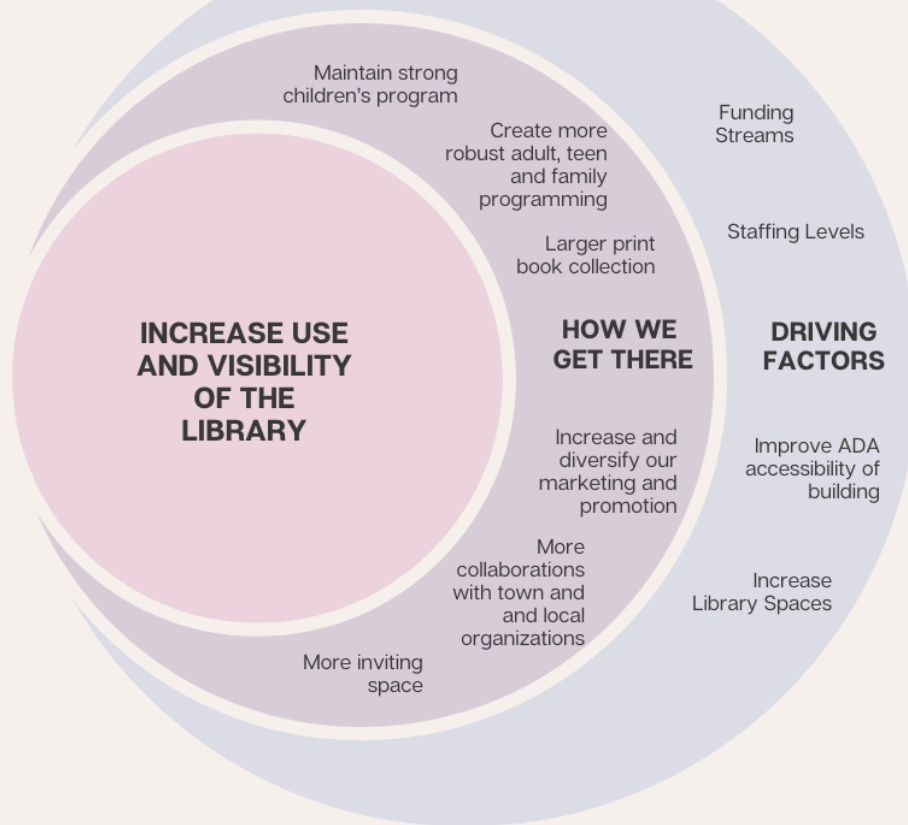 INCREASE USE
AND VISIBILITY
OF THE
LIBRARY
Maintain strong
children's program
Create more
robust adult, teen
and family
programming
Larger print
book collection
HOW WE
GET THERE
Increase and
diversify our
marketing and
promotion
More
collaborations
with town and
and local
organizations
More inviting
space
Funding
Streams
Staffing Levels
DRIVING
FACTORS
Improve ADA
accessibility of
building
Increase
Library Spaces